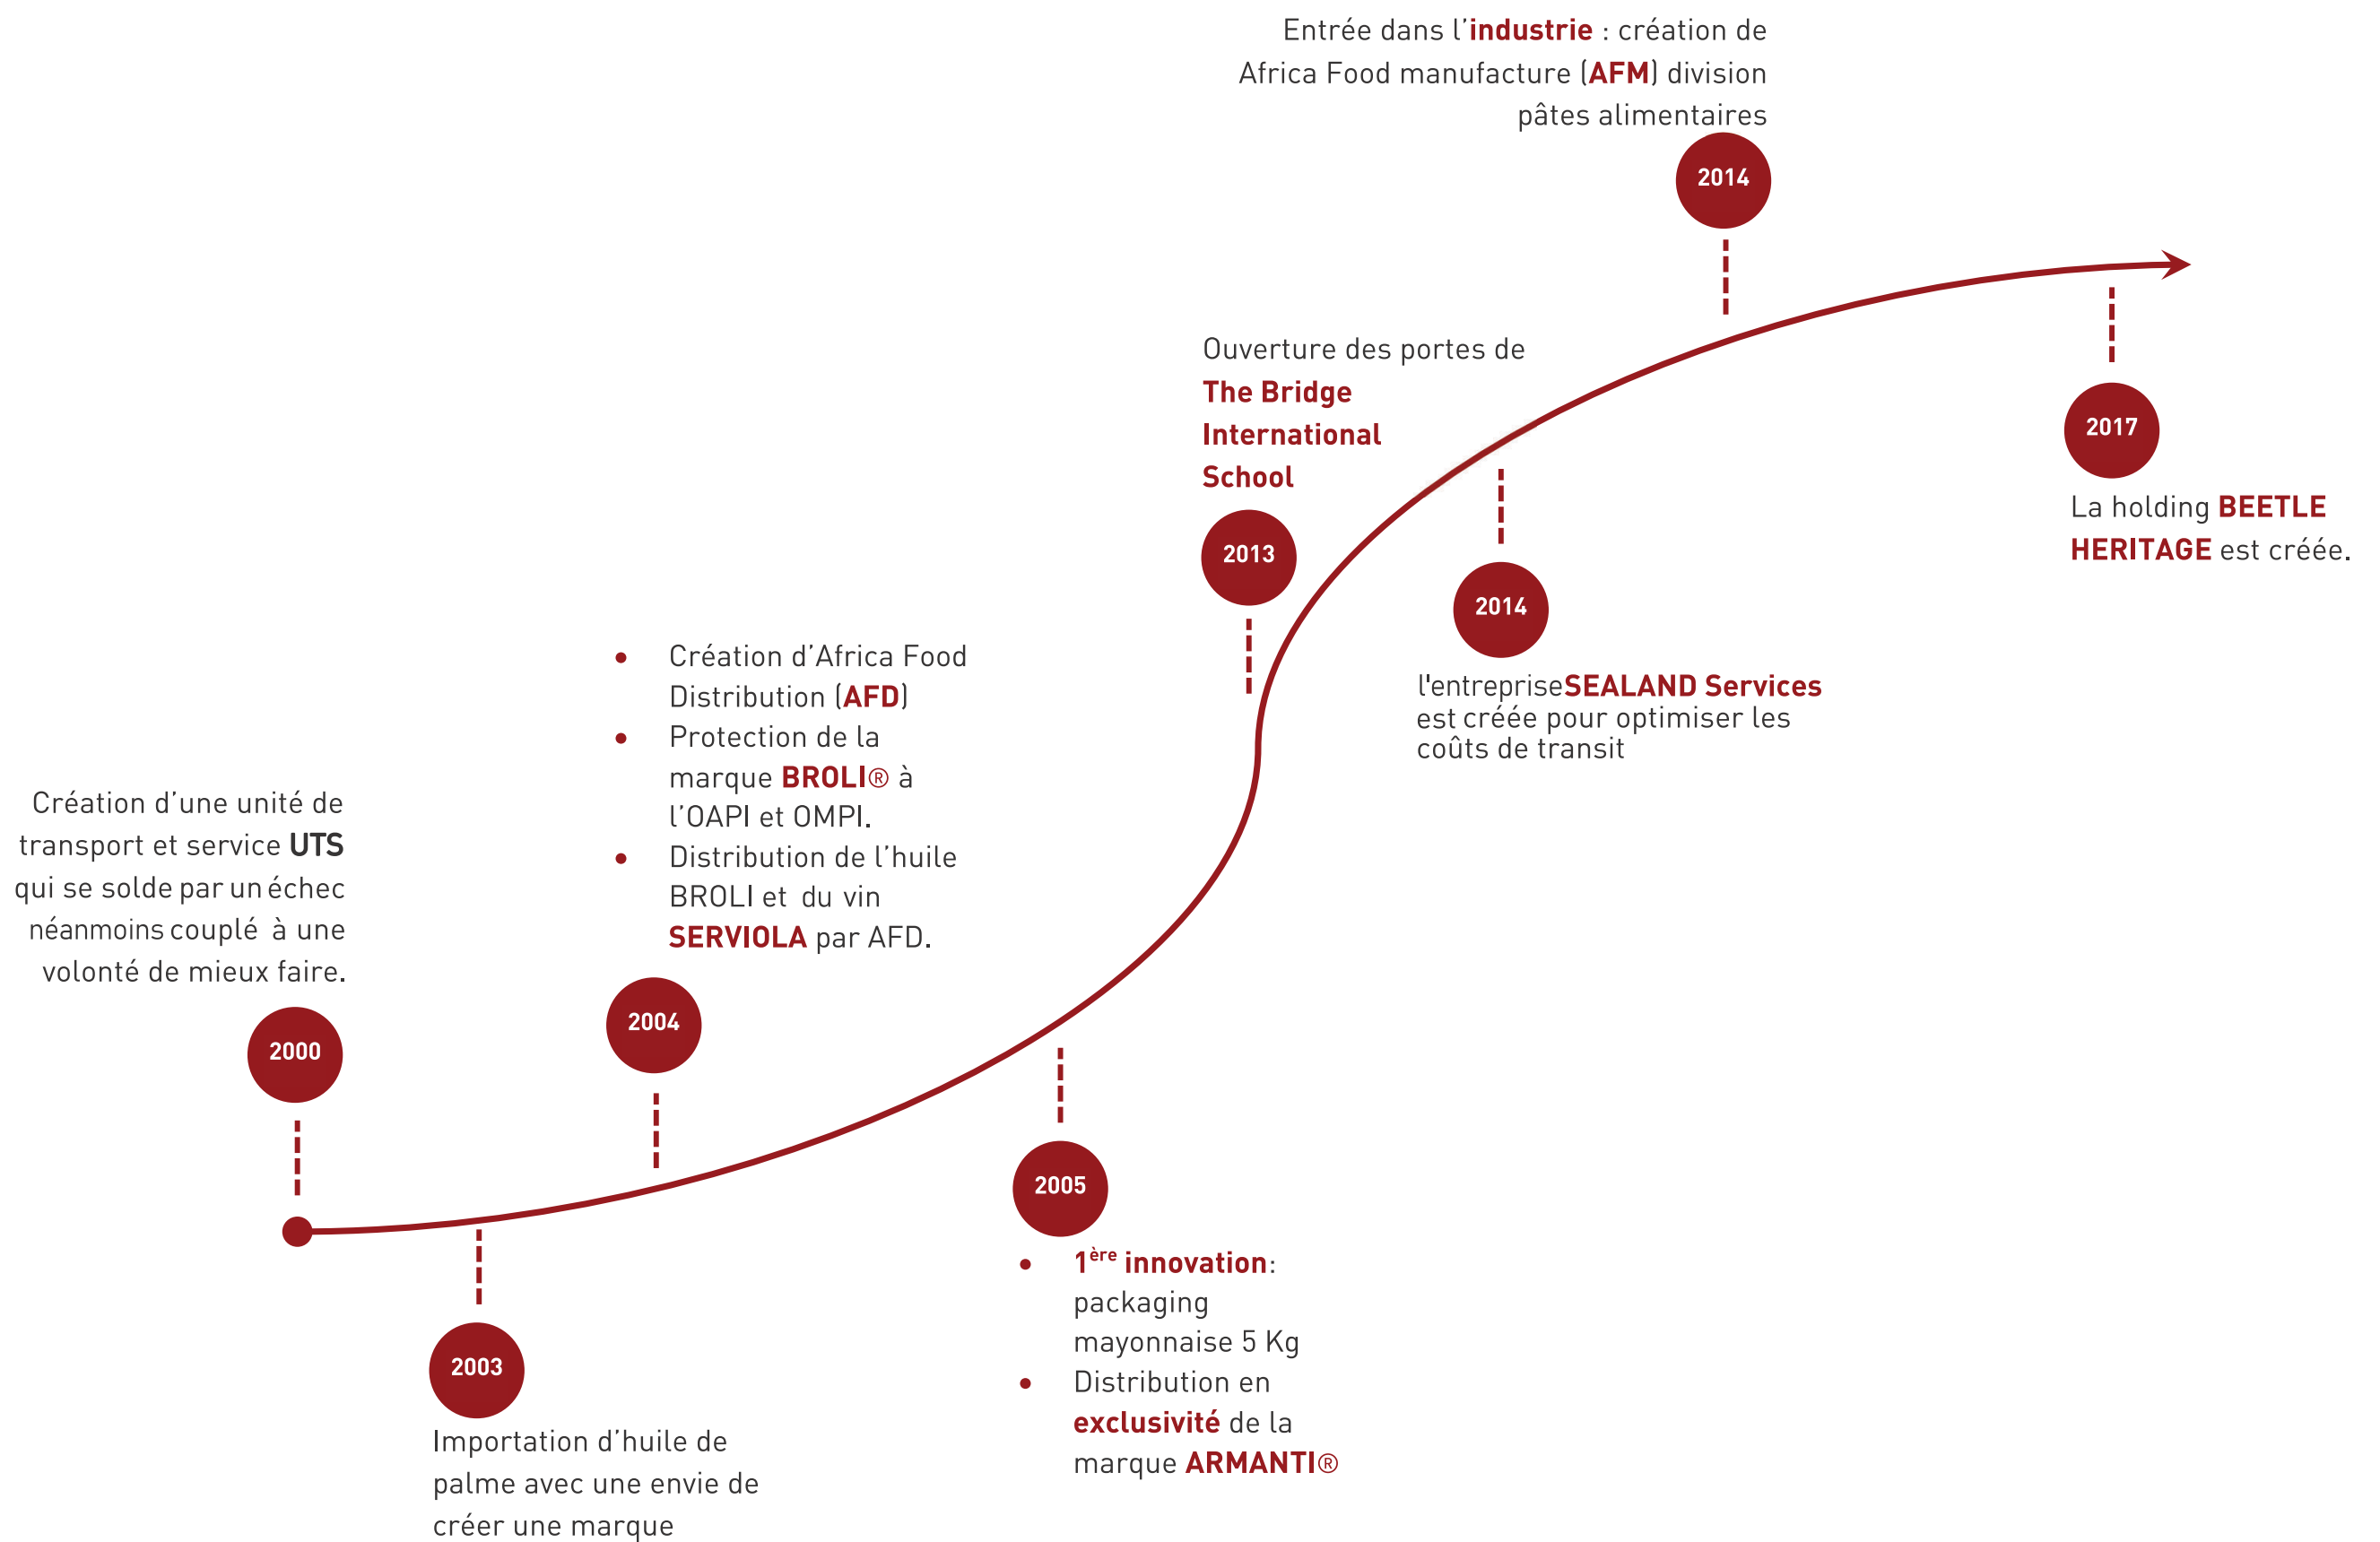 Création d’une unité de
transport et service UTS
qui se solde par un échec
néanmoins couplé à une
volonté de mieux faire.
2000
2003
Importation d’huile de
palme avec une envie de
créer une marque
• Création d’Africa Food
Distribution (AFD)
• Protection de la
marque BROLI® à
l’OAPI et OMPI.
• Distribution de l’huile
BROLI et du vin
SERVIOLA par AFD.
2004
2005
• 1ère innovation:
packaging
mayonnaise 5 Kg
• Distribution en
exclusivité de la
marque ARMANTI®
Ouverture des portes de
The Bridge
International
School
2013
2014
l'entrepriseSEALAND Services
est créée pour optimiser les
coûts de transit
Entrée dans l’industrie : création de
Africa Food manufacture (AFM) division
pâtes alimentaires
2014
2017
La holding BEETLE
HERITAGE est créée.